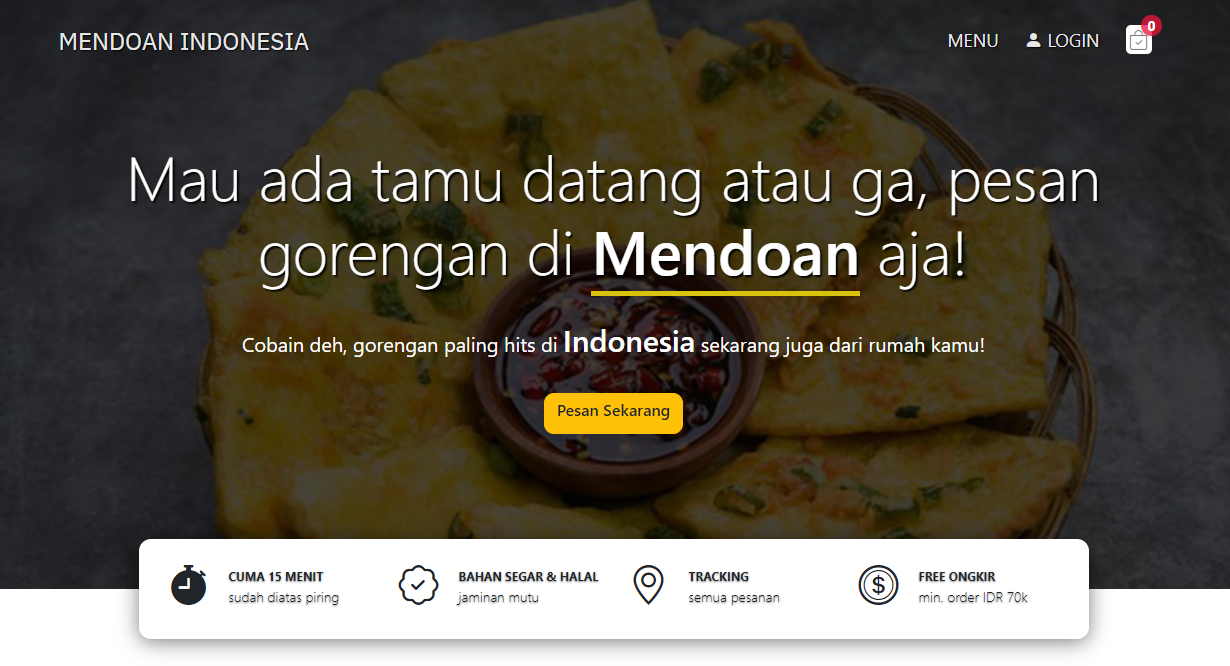 MENDOAN INDONESIA
MENU
LOGIN
0
Mau ada tamu datang atau ga, pesan
gorengan di Mendoan aja!
Cobain deh, gorengan paling hits di Indonesia sekarang juga dari rumah kamu!
Pesan Sekarang
CUMA 15 MENIT
sudah diatas piring
BAHAN SEGAR & HALAL
jaminan mutu
TRACKING
semua pesanan
$
FREE ONGKIR
min. order IDR 70k